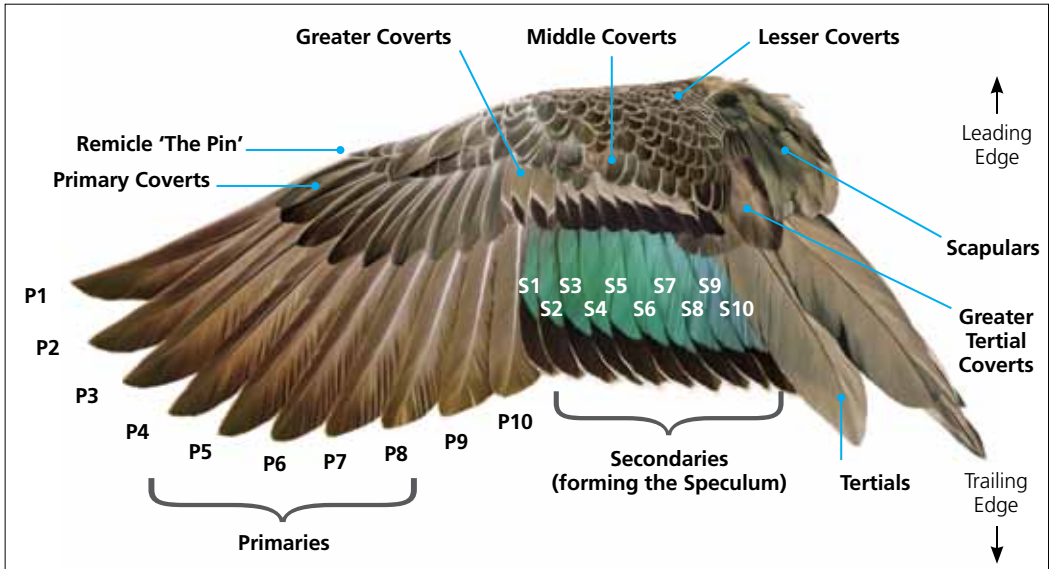 Greater Coverts
Middle Coverts
Lesser Coverts
Remicle ‘The Pin’
Primary Coverts
Leading
Edge
Scapulars
Greater
Tertial
Coverts
P1
P2
P3
P4
P5
P6
P7
P8
P9
P10
S1
S2
S3
S4
S5
S6
S7
S8
S9
S10
Secondaries
(forming the Speculum)
Tertials
Trailing
Edge
Primaries